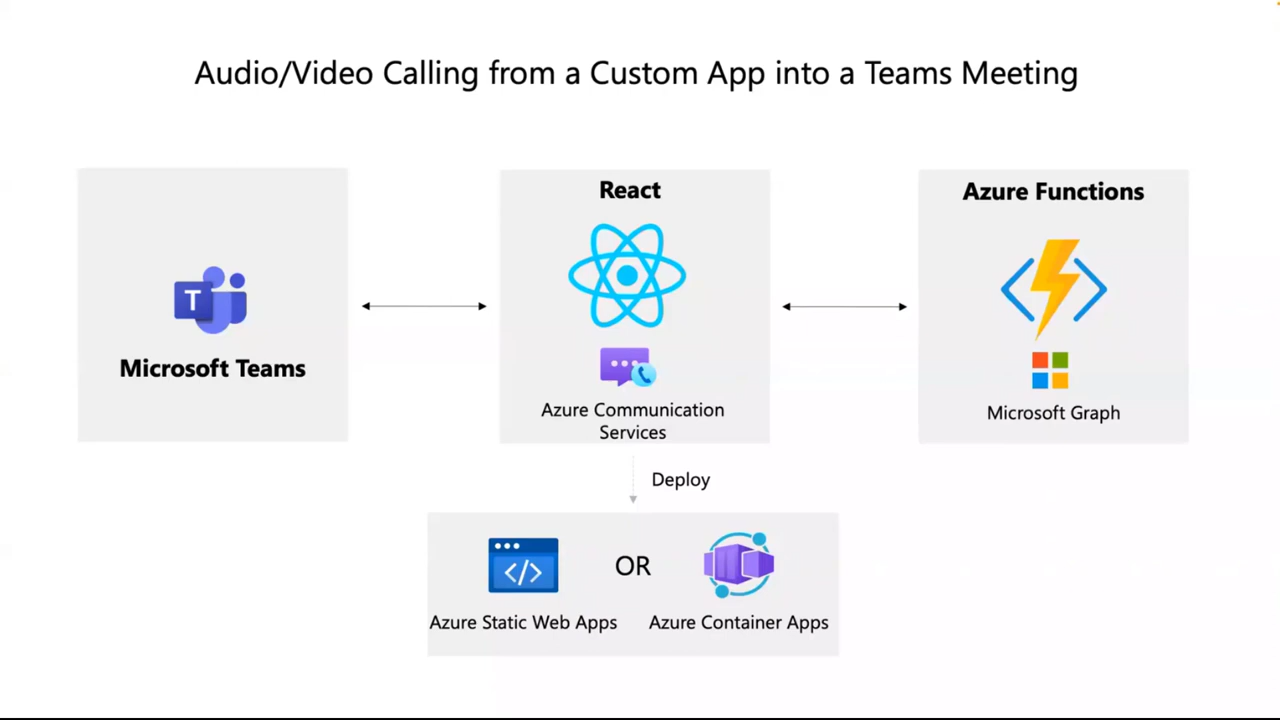 Audio/Video Calling from a Custom App into a Teams Meeting
T
Microsoft Teams
React
Azure Communication
Services
Azure Functions
Microsoft Graph
Deploy
</>
OR
Azure Static Web Apps
Azure Container Apps